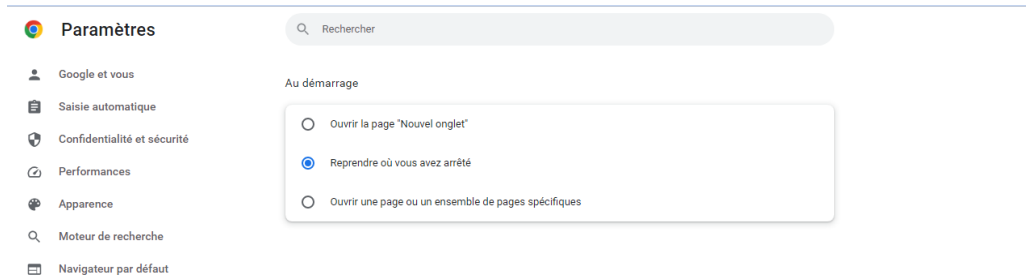 Paramètres
Rechercher
Google et vous
Saisie automatique
Confidentialité et sécurité
Performances
Apparence
Moteur de recherche
Navigateur par défaut
Au démarrage
Ouvrir la page "Nouvel onglet"
Reprendre où vous avez arrêté
Ouvrir une page ou un ensemble de pages spécifiques